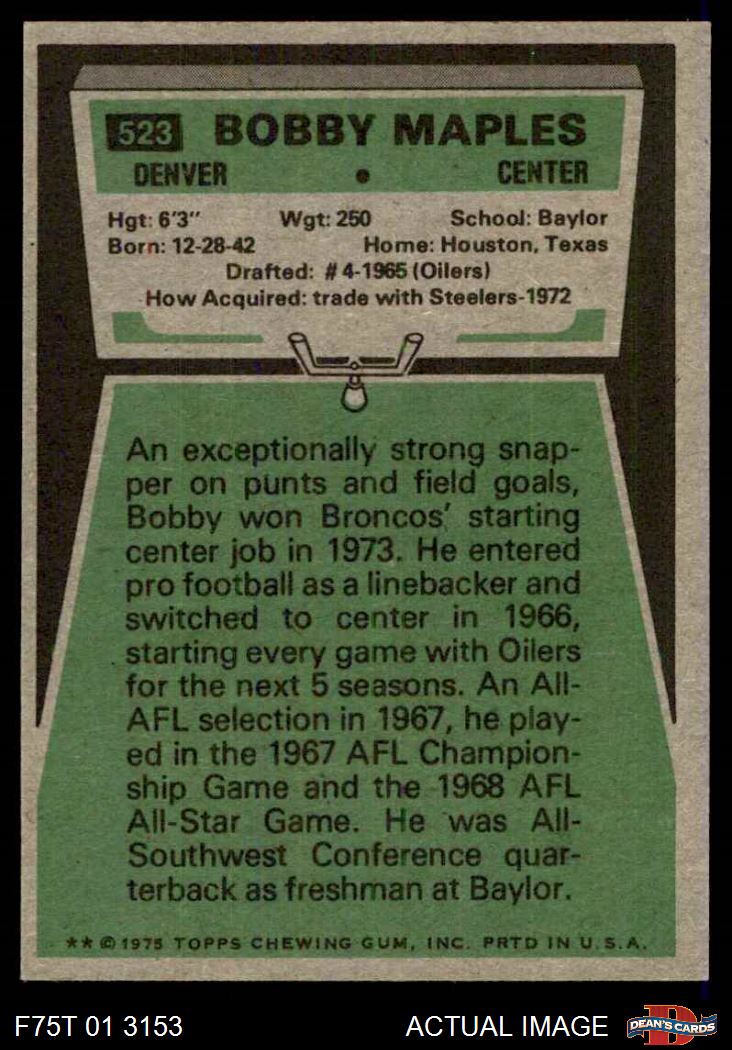 523 BOBBY MAPLES
DENVER • CENTER
Hgt: 6'3" Wgt: 250 School: Baylor
Born: 12-28-42 Home: Houston, Texas
Drafted: #4-1965 (Oilers)
How Acquired: trade with Steelers-1972
An exceptionally strong snap-
per on punts and field goals,
Bobby won Broncos' starting
center job in 1973. He entered
pro football as a linebacker and
switched to center in 1966,
starting every game with Oilers
for the next 5 seasons. An All-
AFL selection in 1967, he play-
ed in the 1967 AFL Champion-
ship Game and the 1968 AFL
All-Star Game. He was All-
Southwest Conference quar-
terback as freshman at Baylor.
** © 1975 TOPPS CHEWING GUM, INC. PRTD IN U.S.A.
F75T 01 3153 ACTUAL IMAGE DEAN'S CARDS